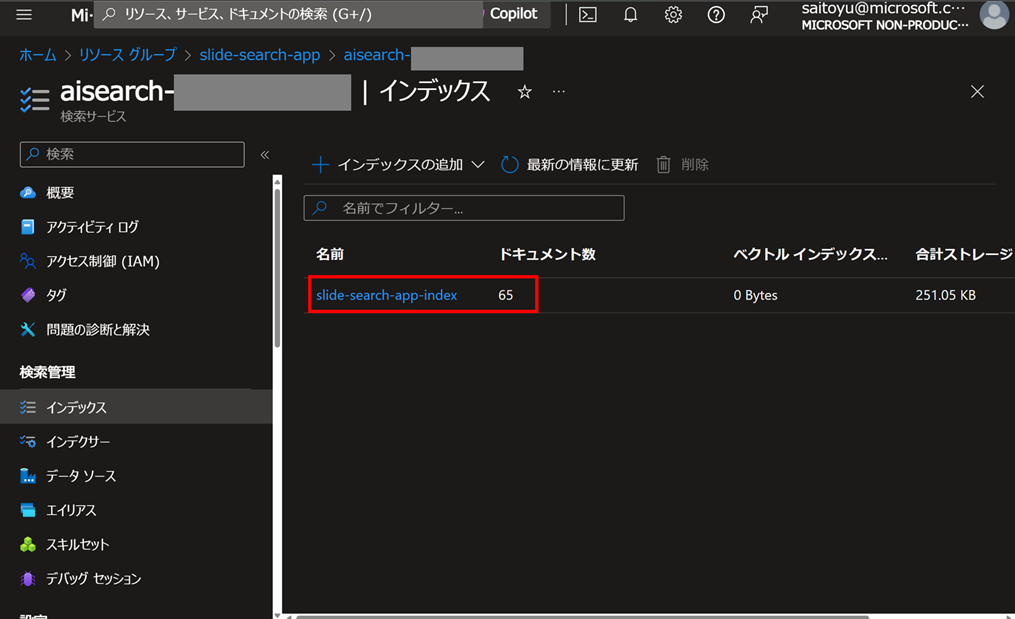 Mi リソース、サービス、ドキュメントの検索 (G+/) Copilot saitoyu@microsoft.c…
MICROSOFT NON-PRODUC…
ホーム > リソース グループ > slide-search-app > aisearch-
aisearch- | インデックス ☆ …
検索サービス
検索 «
インデックスの追加 最新の情報に更新 削除
概要
名前でフィルター...
アクティビティ ログ
名前 ドキュメント数 ベクトル インデックス... 合計ストレージ
アクセス制御 (IAM)
slide-search-app-index 65 0 Bytes 251.05 KB
タグ
問題の診断と解決
検索管理
インデックス
インデクサー
データ ソース
エイリアス
スキルセット
デバッグ セッション